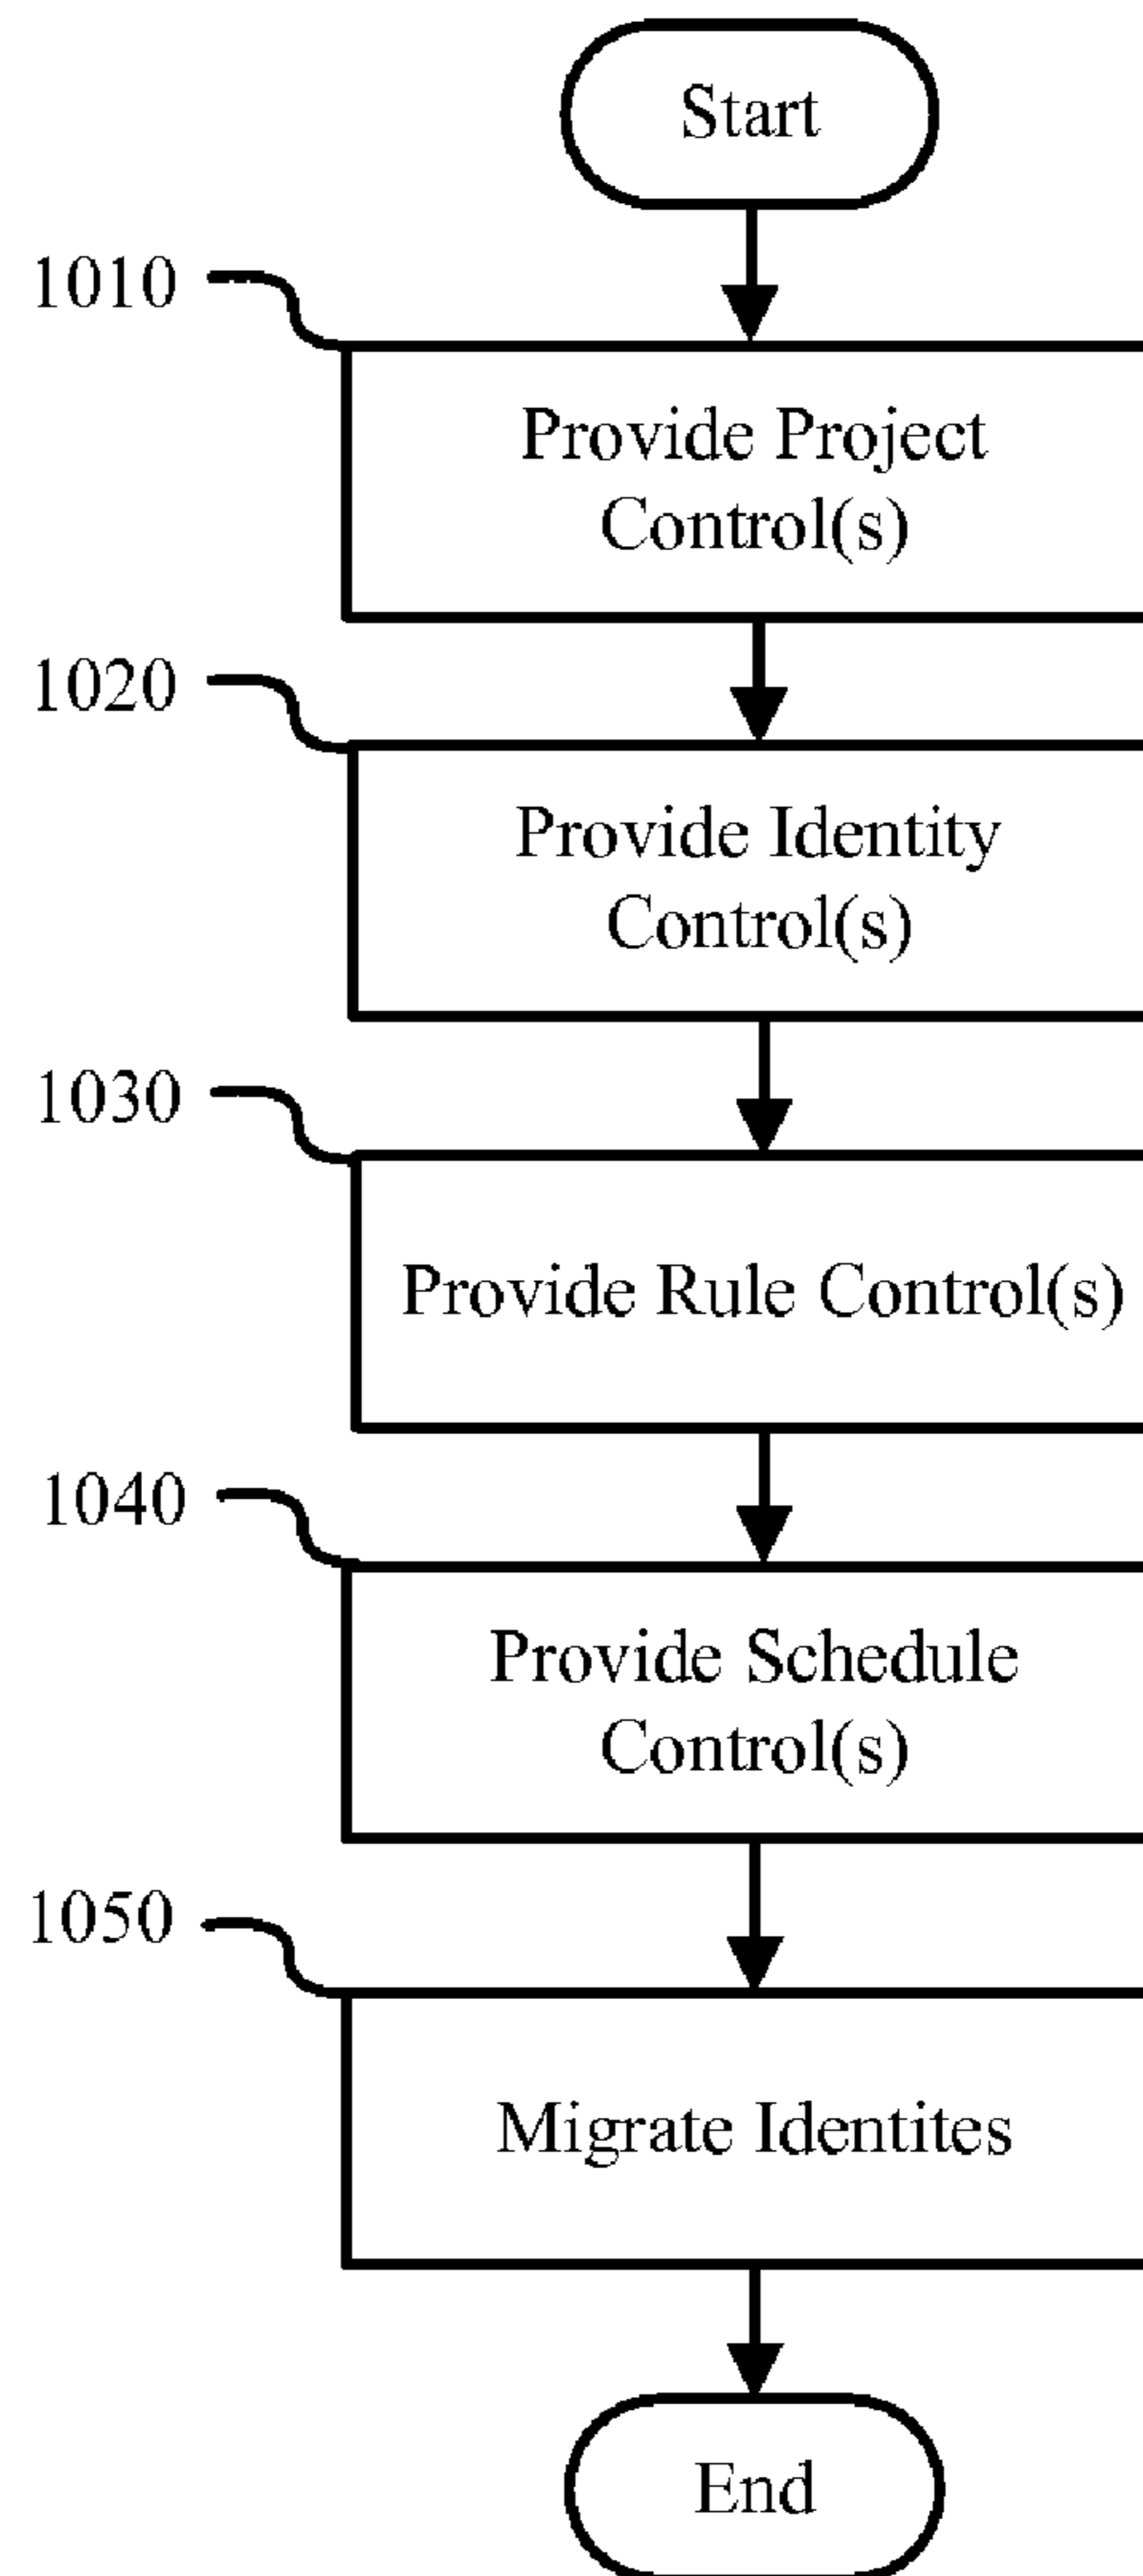 Start
1010
Provide Project
Control(s)
1020
Provide Identity
Control(s)
1030
Provide Rule Control(s)
1040
Provide Schedule
Control(s)
1050
Migrate Identites
End